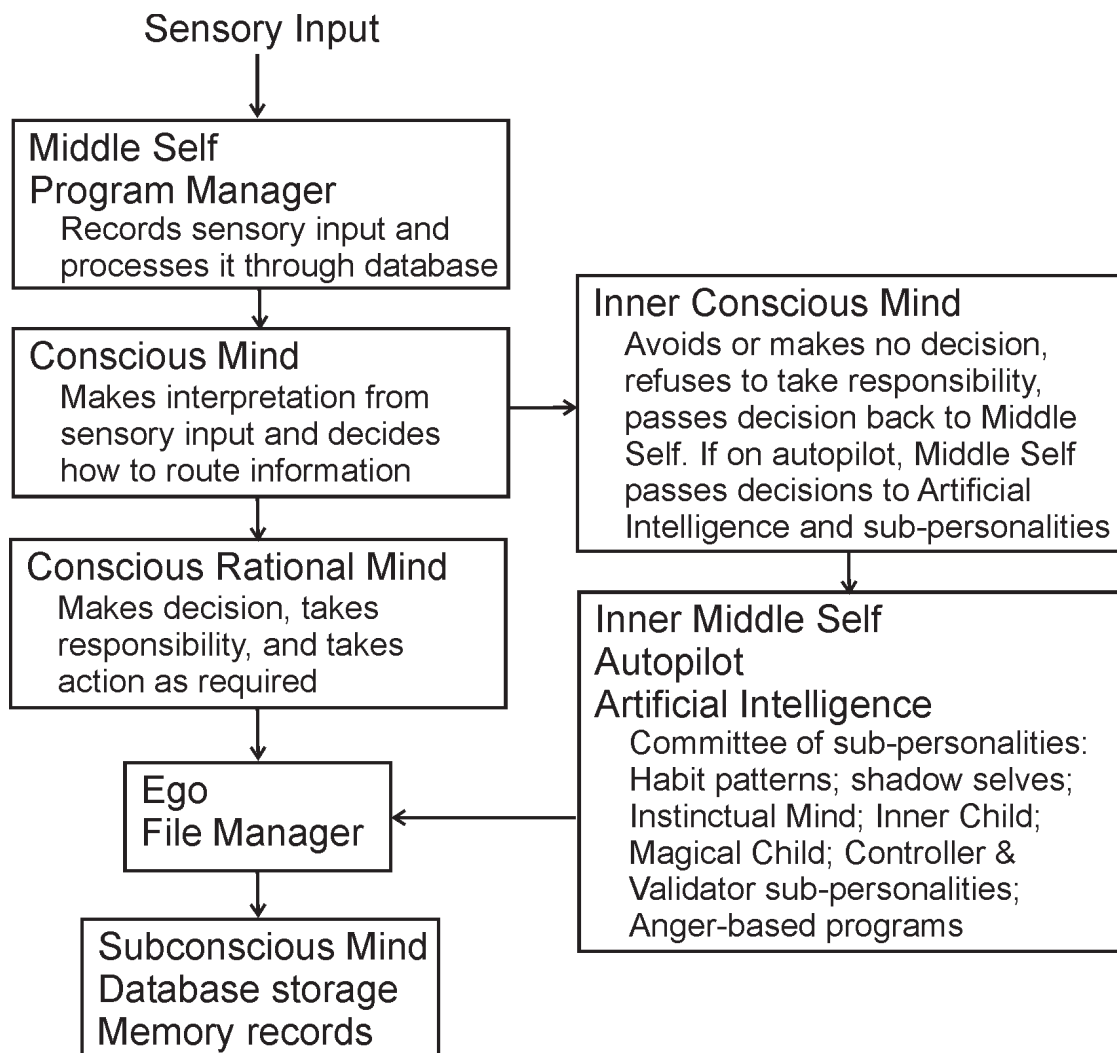 Sensory Input
Middle Self
Program Manager
Records sensory input and
processes it through database
Conscious Mind
Makes interpretation from
sensory input and decides
how to route information
Inner Conscious Mind
Avoids or makes no decision,
refuses to take responsibility,
passes decision back to Middle
Self. If on autopilot, Middle Self
passes decisions to Artificial
Intelligence and sub-personalities
Conscious Rational Mind
Makes decision, takes
responsibility, and takes
action as required
Inner Middle Self
Autopilot
Artificial Intelligence
Committee of sub-personalities:
Habit patterns; shadow selves;
Instinctual Mind; Inner Child;
Magical Child; Controller &
Validator sub-personalities;
Anger-based programs
Ego
File Manager
Subconscious Mind
Database storage
Memory records